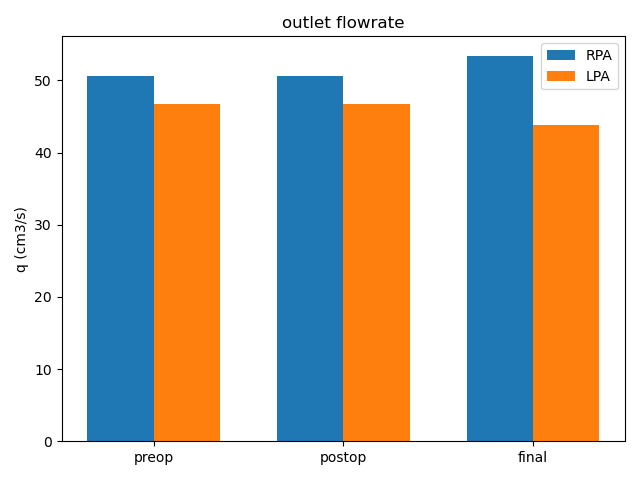 outlet flowrate
RPA
LPA
q (cm3/s)
50
40
30
20
10
0
preop
postop
final